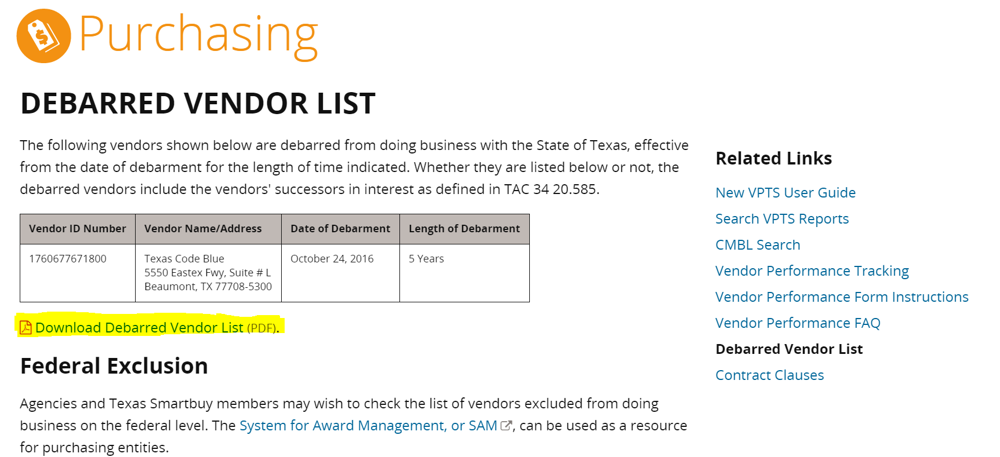 Purchasing
DEBARRED VENDOR LIST
The following vendors shown below are debarred from doing business with the State of Texas, effective
from the date of debarment for the length of time indicated. Whether they are listed below or not, the
debarred vendors include the vendors' successors in interest as defined in TAC 34 20.585.
Vendor ID Number Vendor Name/Address Date of Debarment Length of Debarment
1760677671800 Texas Code Blue October 24, 2016 5 Years
5550 Eastex Fwy, Suite # L
Beaumont, TX 77708-5300
Download Debarred Vendor List (PDF).
Federal Exclusion
Agencies and Texas Smartbuy members may wish to check the list of vendors excluded from doing
business on the federal level. The System for Award Management, or SAM, can be used as a resource
for purchasing entities.
Related Links
New VPTS User Guide
Search VPTS Reports
CMBL Search
Vendor Performance Tracking
Vendor Performance Form Instructions
Vendor Performance FAQ
Debarred Vendor List
Contract Clauses